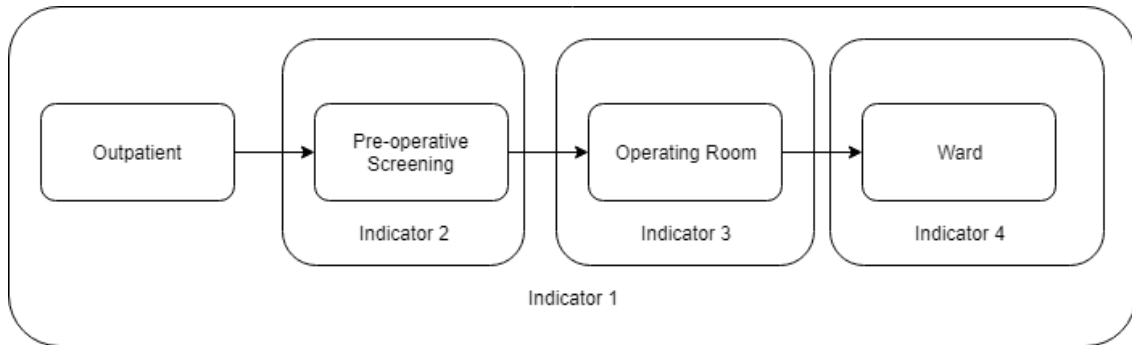 Outpatient
Pre-operative
Screening
Operating Room
Ward
Indicator 2
Indicator 3
Indicator 4
Indicator 1